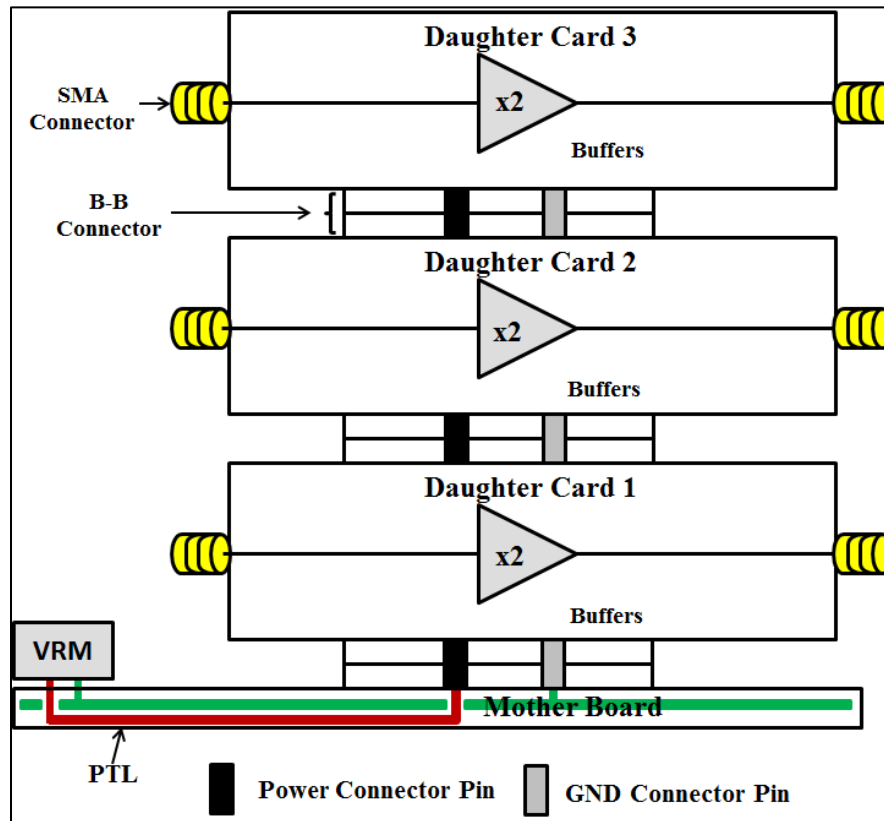 Daughter Card 3
SMA
Connector
x2
Buffers
B-B
Connector
Daughter Card 2
x2
Buffers
Daughter Card 1
x2
Buffers
VRM
Mother Board
PTL
Power Connector Pin
GND Connector Pin